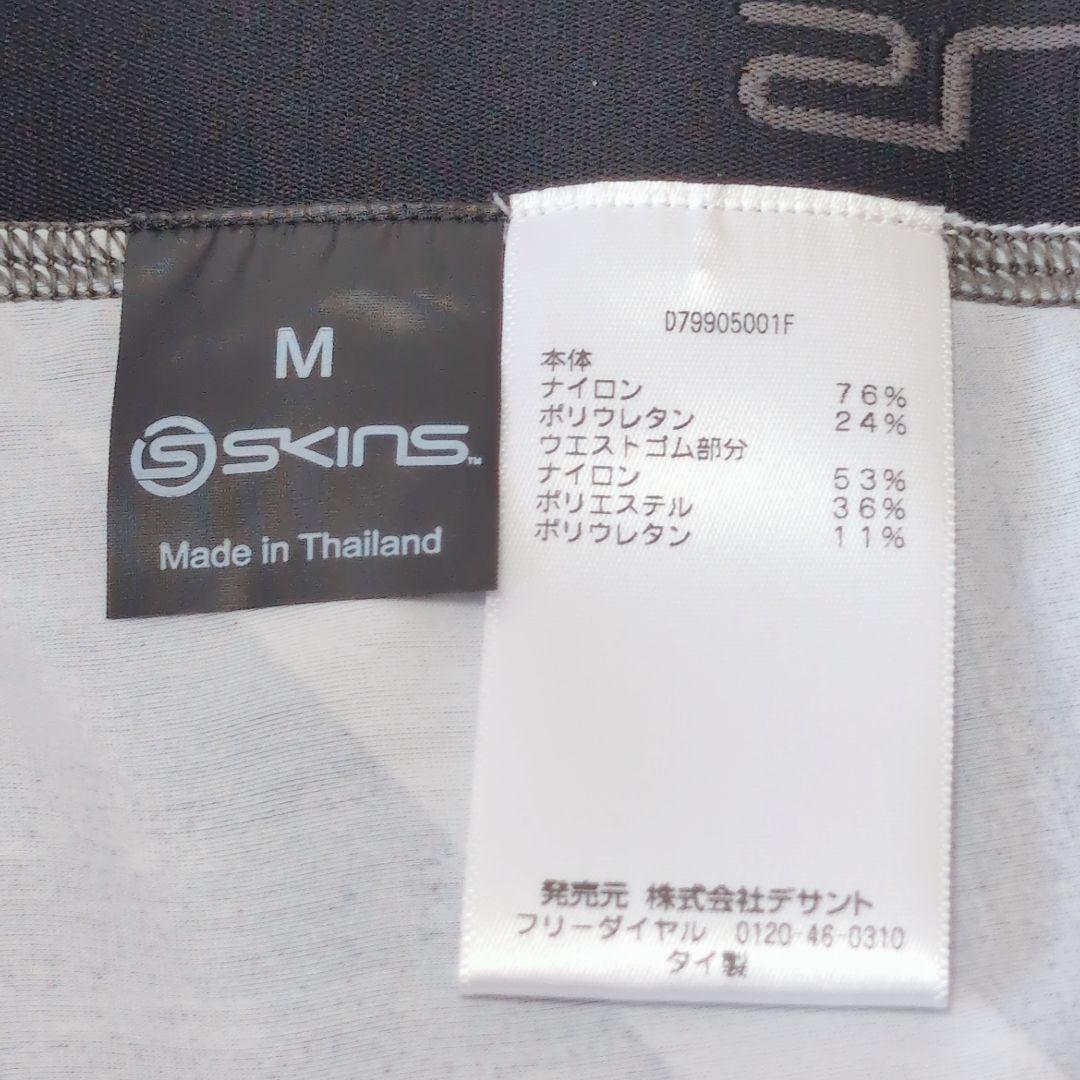 M
SKINS™
Made in Thailand
D79905001F
本体
ナイロン 76%
ポリウレタン 24%
ウエストゴム部分
ナイロン 53%
ポリエステル 36%
ポリウレタン 11%
発売元 株式会社デサント
フリーダイヤル 0120-46-0310
タイ製